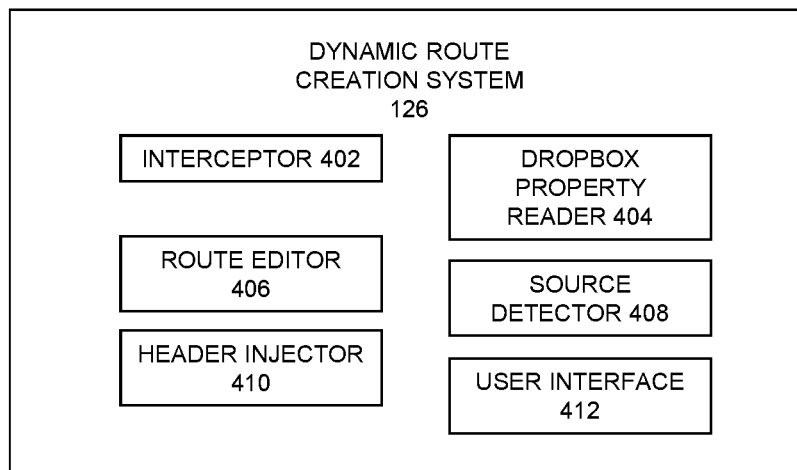 DYNAMIC ROUTE
CREATION SYSTEM
126
INTERCEPTOR 402
DROPBOX
PROPERTY
READER 404
ROUTE EDITOR
406
SOURCE
DETECTOR 408
HEADER INJECTOR
410
USER INTERFACE
412